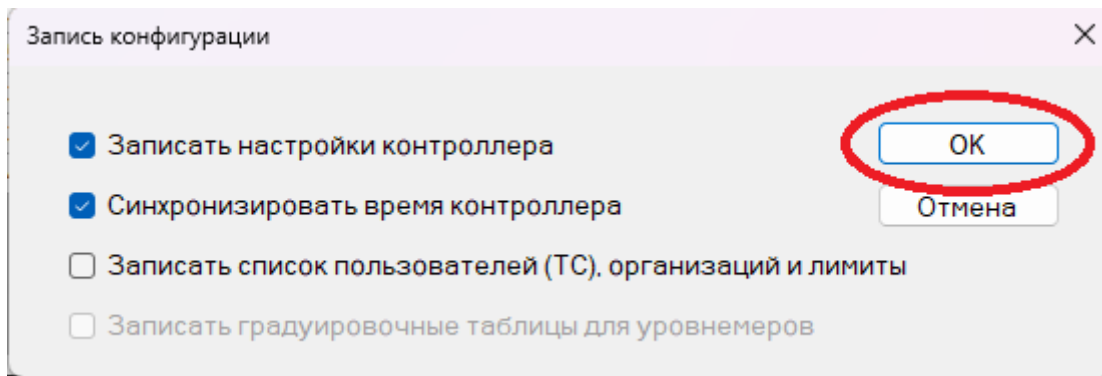 Запись конфигурации
Записать настройки контроллера
OK
Синхронизировать время контроллера
Отмена
Записать список пользователей (ТС), организаций и лимиты
Записать градуировочные таблицы для уровнемеров